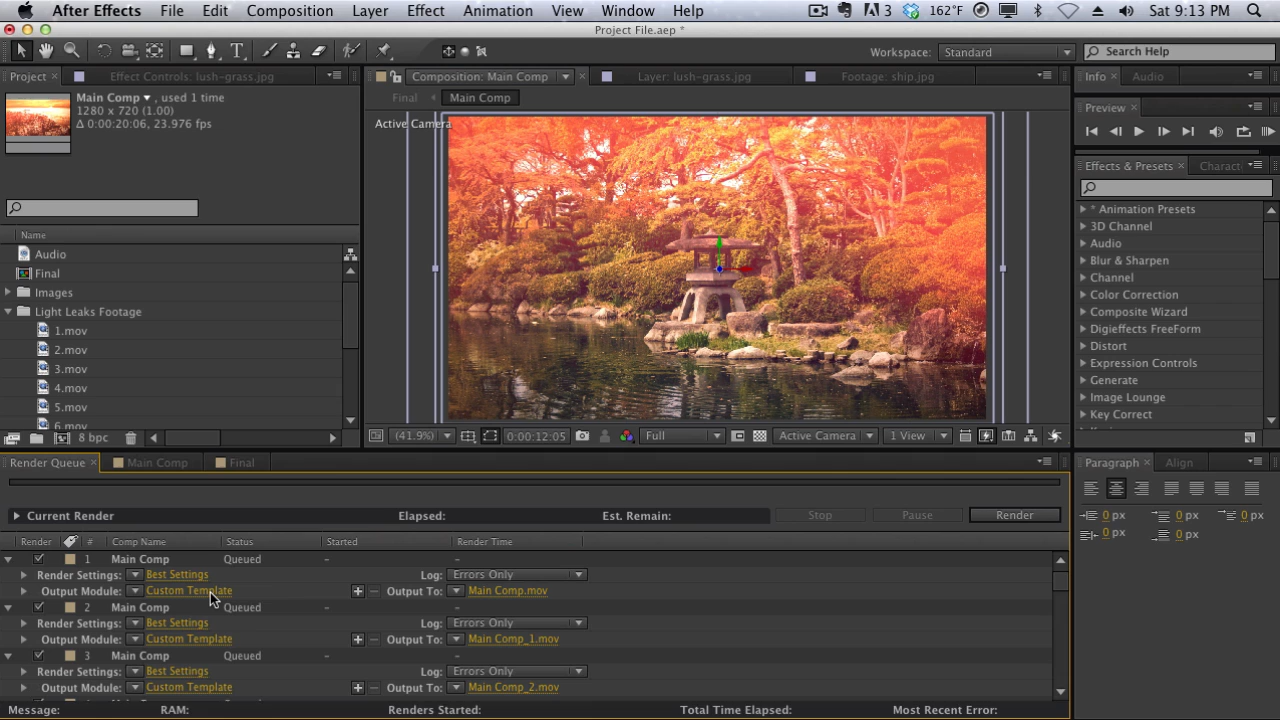 After Effects File Edit Composition Layer Effect Animation View Window Help 3 162°F Sat 9:13 PM
Project File.aep *
Workspace: Standard Search Help
Project Effect Controls: lush-grass.jpg Composition: Main Comp Layer: lush-grass.jpg Footage: ship.jpg Info Audio
Main Comp , used 1 time
1280 x 720 (1.00)
Δ 0:00:20:06, 23.976 fps
Final Main Comp
Preview
Active Camera
Effects & Presets Charact
Name
Audio
Final
Images
Light Leaks Footage
1.mov
2.mov
3.mov
4.mov
5.mov
6.mov
* Animation Presets
3D Channel
Audio
Blur & Sharpen
Channel
Color Correction
Composite Wizard
Digieffects FreeForm
Distort
Expression Controls
Generate
Image Lounge
Key Correct
8 bpc (41.9%) 0:00:12:05 Full Active Camera 1 View
Render Queue Main Comp Final Paragraph Align
Current Render Elapsed: Est. Remain: Stop Pause Render
0 px 0 px 0 px
0 px 0 px
Render # Comp Name Status Started Render Time
1 Main Comp Queued - -
Render Settings: Best Settings Log: Errors Only
Output Module: Custom Template Output To: Main Comp.mov
2 Main Comp Queued - -
Render Settings: Best Settings Log: Errors Only
Output Module: Custom Template Output To: Main Comp_1.mov
3 Main Comp Queued - -
Render Settings: Best Settings Log: Errors Only
Output Module: Custom Template Output To: Main Comp_2.mov
Message: RAM: Renders Started: Total Time Elapsed: Most Recent Error: